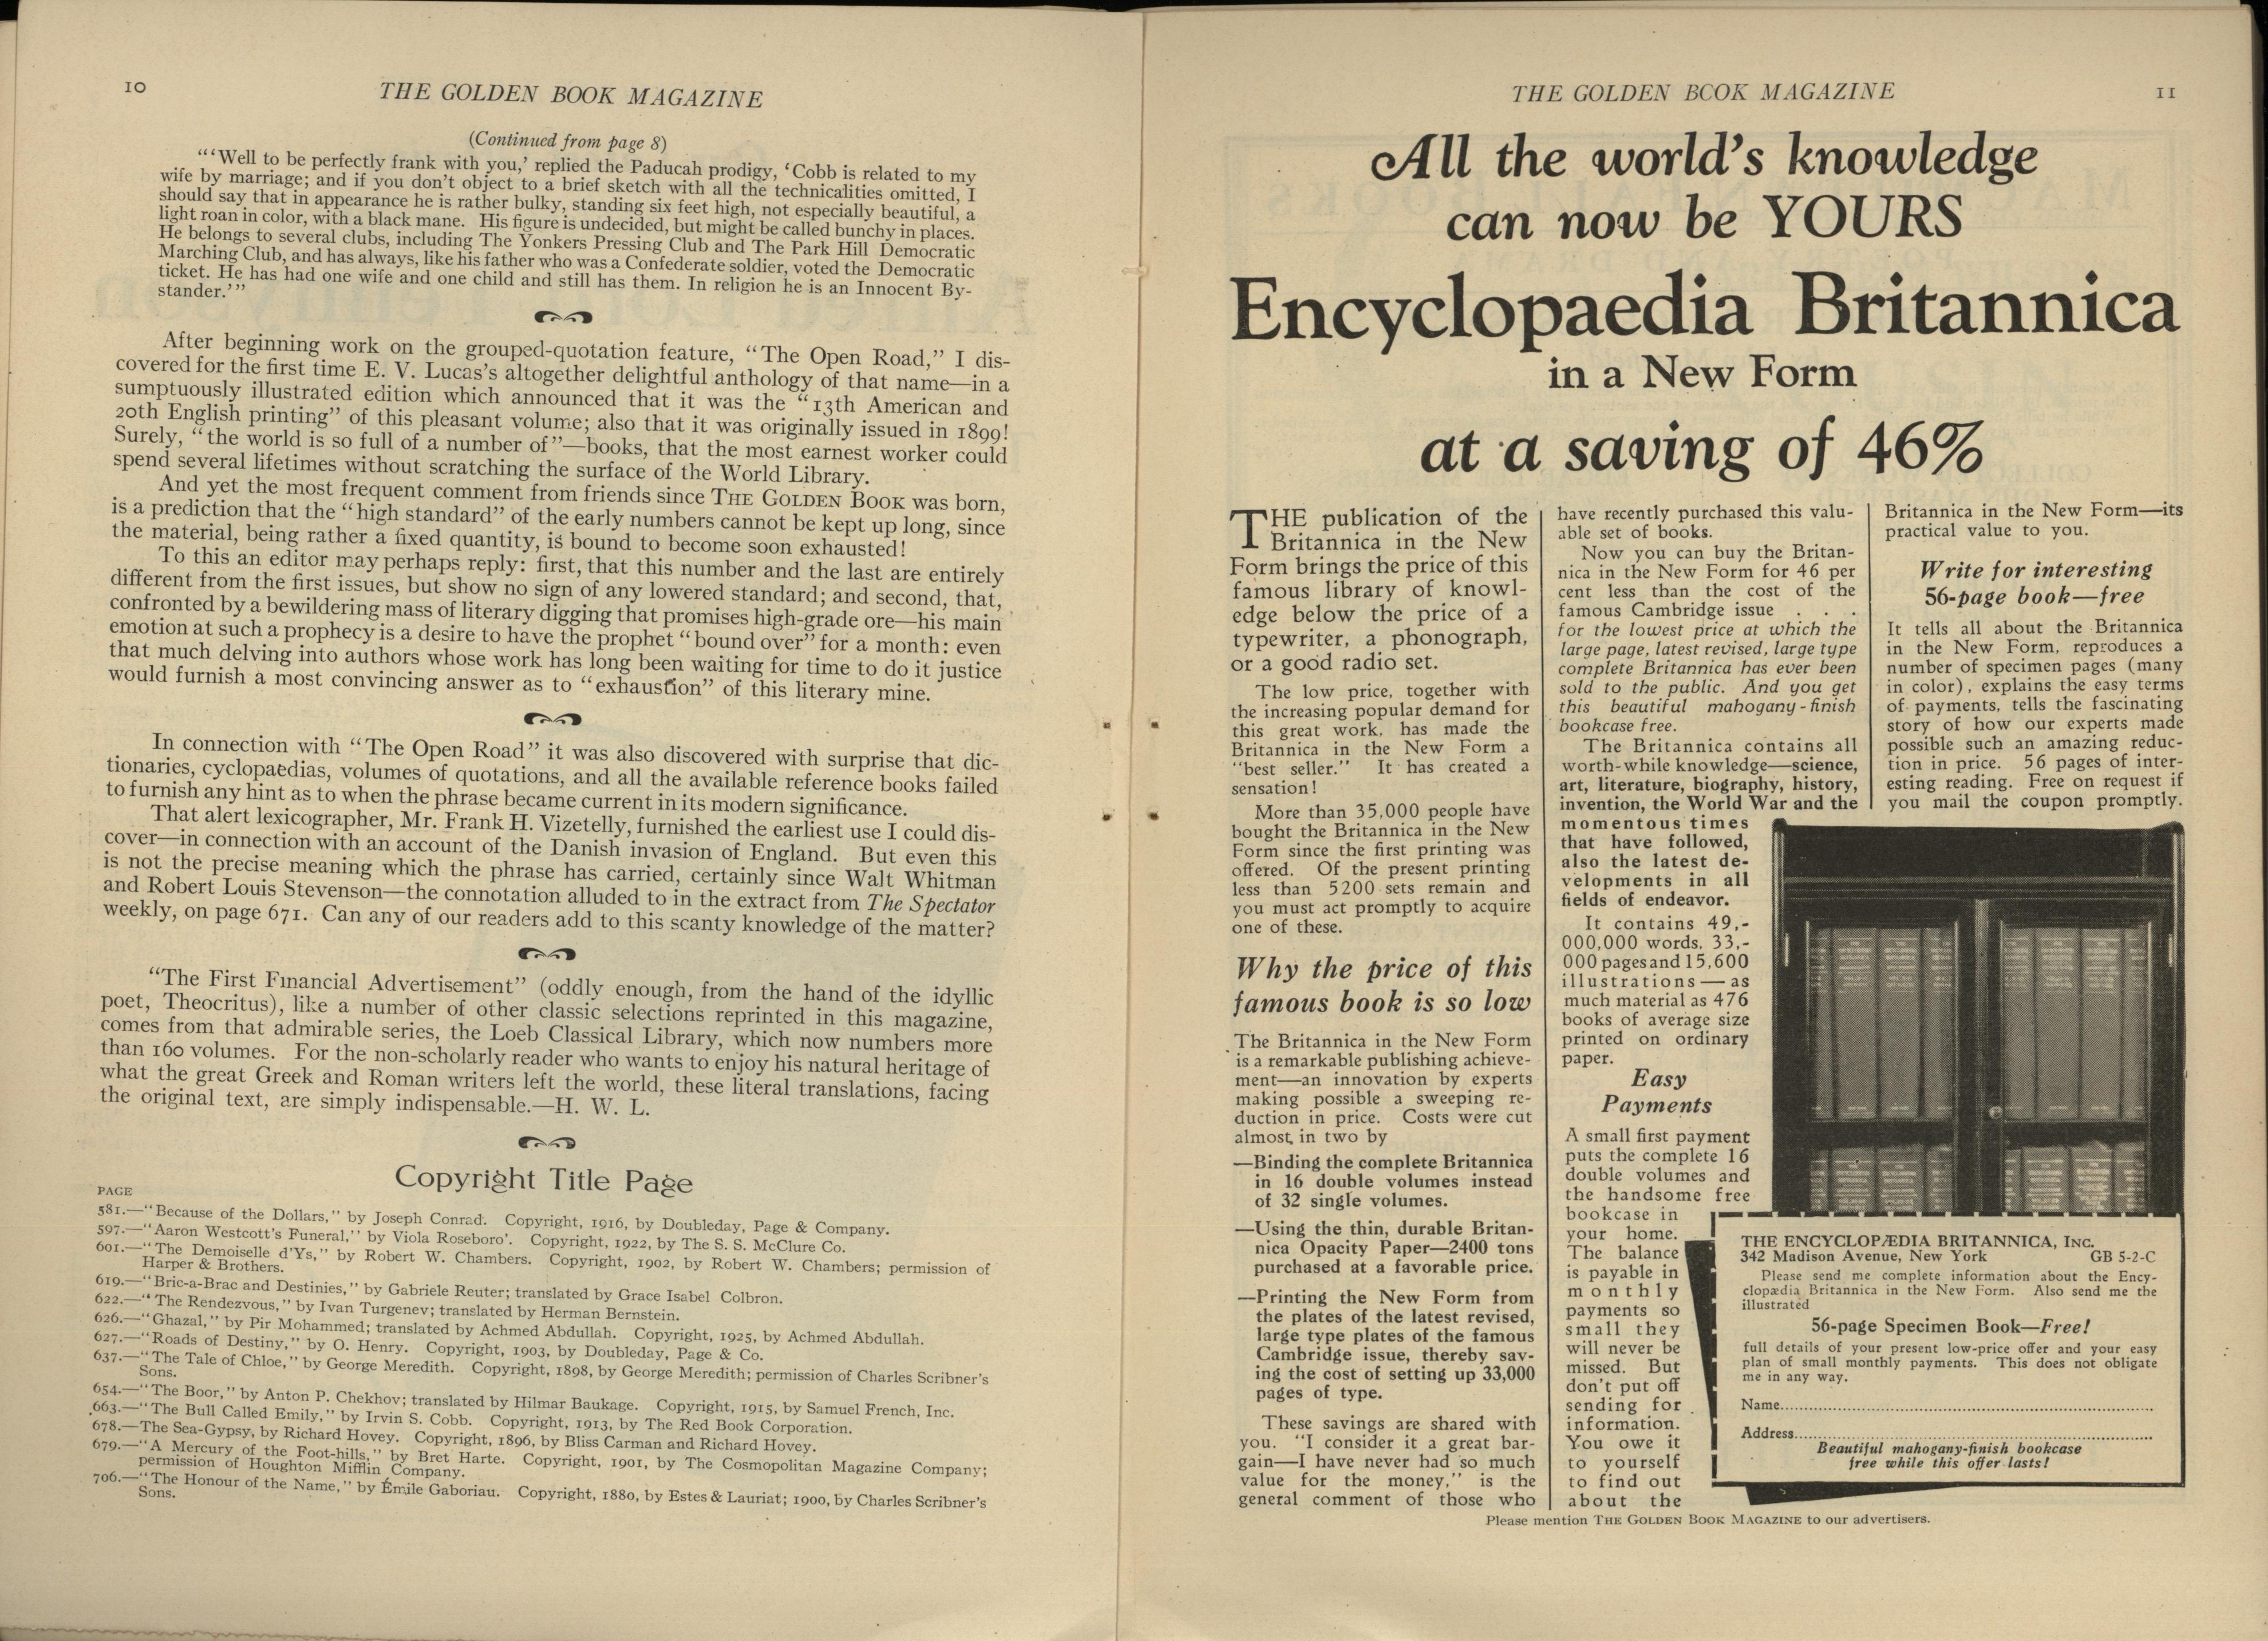 10
THE GOLDEN BOOK MAGAZINE
(Continued from page 8)
“‘Well to be perfectly frank with you,’ replied the Paducah prodigy, ‘Cobb is related to my
wife by marriage; and if you don’t object to a brief sketch with all the technicalities omitted, I
should say that in appearance he is rather bulky, standing six feet high, not especially beautiful, a
light roan in color, with a black mane. His figure is undecided, but might be called bunchy in places.
He belongs to several clubs, including The Yonkers Pressing Club and The Park Hill Democratic
Marching Club, and has always, like his father who was a Confederate soldier, voted the Democratic
ticket. He has had one wife and one child and still has them. In religion he is an Innocent By-
stander.’”
After beginning work on the grouped-quotation feature, “The Open Road,” I dis-
covered for the first time E. V. Lucas’s altogether delightful anthology of that name—in a
sumptuously illustrated edition which announced that it was the “13th American and
20th English printing” of this pleasant volume; also that it was originally issued in 1899!
Surely, “the world is so full of a number of”—books, that the most earnest worker could
spend several lifetimes without scratching the surface of the World Library.
And yet the most frequent comment from friends since THE GOLDEN BOOK was born,
is a prediction that the “high standard” of the early numbers cannot be kept up long, since
the material, being rather a fixed quantity, is bound to become soon exhausted!
To this an editor may perhaps reply: first, that this number and the last are entirely
different from the first issues, but show no sign of any lowered standard; and second, that,
confronted by a bewildering mass of literary digging that promises high-grade ore—his main
emotion at such a prophecy is a desire to have the prophet “bound over” for a month: even
that much delving into authors whose work has long been waiting for time to do it justice
would furnish a most convincing answer as to “exhaustion” of this literary mine.
In connection with “The Open Road” it was also discovered with surprise that dic-
tionaries, cyclopaedias, volumes of quotations, and all the available reference books failed
to furnish any hint as to when the phrase became current in its modern significance.
That alert lexicographer, Mr. Frank H. Vizetelly, furnished the earliest use I could dis-
cover—in connection with an account of the Danish invasion of England. But even this
is not the precise meaning which the phrase has carried, certainly since Walt Whitman
and Robert Louis Stevenson—the connotation alluded to in the extract from The Spectator
weekly, on page 671. Can any of our readers add to this scanty knowledge of the matter?
“The First Financial Advertisement” (oddly enough, from the hand of the idyllic
poet, Theocritus), like a number of other classic selections reprinted in this magazine,
comes from that admirable series, the Loeb Classical Library, which now numbers more
than 160 volumes. For the non-scholarly reader who wants to enjoy his natural heritage of
what the great Greek and Roman writers left the world, these literal translations, facing
the original text, are simply indispensable.—H. W. L.
Copyright Title Page
PAGE
581.—“Because of the Dollars,” by Joseph Conrad. Copyright, 1916, by Doubleday, Page & Company.
597.—“Aaron Westcott’s Funeral,” by Viola Roseboro’. Copyright, 1922, by The S. S. McClure Co.
601.—“The Demoiselle d’Ys,” by Robert W. Chambers. Copyright, 1902, by Robert W. Chambers; permission of
Harper & Brothers.
619.—“Bric-a-Brac and Destinies,” by Gabriele Reuter; translated by Grace Isabel Colbron.
622.—“The Rendezvous,” by Ivan Turgenev; translated by Herman Bernstein.
626.—“Ghazal,” by Pir Mohammed; translated by Achmed Abdullah. Copyright, 1925, by Achmed Abdullah.
627.—“Roads of Destiny,” by O. Henry. Copyright, 1903, by Doubleday, Page & Co.
637.—“The Tale of Chloe,” by George Meredith. Copyright, 1898, by George Meredith; permission of Charles Scribner’s
Sons.
654.—“The Boor,” by Anton P. Chekhov; translated by Hilmar Baukage. Copyright, 1915, by Samuel French, Inc.
663.—“The Bull Called Emily,” by Irvin S. Cobb. Copyright, 1913, by The Red Book Corporation.
678.—The Sea-Gypsy, by Richard Hovey. Copyright, 1896, by Bliss Carman and Richard Hovey.
679.—“A Mercury of the Foot-hills,” by Bret Harte. Copyright, 1901, by The Cosmopolitan Magazine Company;
permission of Houghton Mifflin Company.
706.—“The Honour of the Name,” by Émile Gaboriau. Copyright, 1880, by Estes & Lauriat; 1900, by Charles Scribner’s
Sons.
THE GOLDEN BOOK MAGAZINE
11
All the world’s knowledge
can now be YOURS
Encyclopaedia Britannica
in a New Form
at a saving of 46%
THE publication of the
Britannica in the New
Form brings the price of this
famous library of knowl-
edge below the price of a
typewriter, a phonograph,
or a good radio set.
The low price, together with
the increasing popular demand for
this great work, has made the
Britannica in the New Form a
“best seller.” It has created a
sensation!
More than 35,000 people have
bought the Britannica in the New
Form since the first printing was
offered. Of the present printing
less than 5200 sets remain and
you must act promptly to acquire
one of these.
Why the price of this
famous book is so low
The Britannica in the New Form
is a remarkable publishing achieve-
ment—an innovation by experts
making possible a sweeping re-
duction in price. Costs were cut
almost in two by
—Binding the complete Britannica
in 16 double volumes instead
of 32 single volumes.
—Using the thin, durable Britan-
nica Opacity Paper—2400 tons
purchased at a favorable price.
—Printing the New Form from
the plates of the latest revised,
large type plates of the famous
Cambridge issue, thereby sav-
ing the cost of setting up 33,000
pages of type.
These savings are shared with
you. “I consider it a great bar-
gain—I have never had so much
value for the money,” is the
general comment of those who
have recently purchased this valu-
able set of books.
Now you can buy the Britan-
nica in the New Form for 46 per
cent less than the cost of the
famous Cambridge issue . . .
for the lowest price at which the
large page, latest revised, large type
complete Britannica has ever been
sold to the public. And you get
this beautiful mahogany-finish
bookcase free.
The Britannica contains all
worth-while knowledge—science,
art, literature, biography, history,
invention, the World War and the
momentous times
that have followed,
also the latest de-
velopments in all
fields of endeavor.
It contains 49,-
000,000 words, 33,-
000 pages and 15,600
illustrations—as
much material as 476
books of average size
printed on ordinary
paper.
Easy
Payments
A small first payment
puts the complete 16
double volumes and
the handsome free
bookcase in
your home.
The balance
is payable in
monthly
payments so
small they
will never be
missed. But
don’t put off
sending for
information.
You owe it
to yourself
to find out
about the
Britannica in the New Form—its
practical value to you.
Write for interesting
56-page book—free
It tells all about the Britannica
in the New Form, reproduces a
number of specimen pages (many
in color), explains the easy terms
of payments, tells the fascinating
story of how our experts made
possible such an amazing reduc-
tion in price. 56 pages of inter-
esting reading. Free on request if
you mail the coupon promptly.
THE ENCYCLOPÆDIA BRITANNICA, INC.
342 Madison Avenue, New York GB 5-2-C
Please send me complete information about the Ency-
clopædia Britannica in the New Form. Also send me the
illustrated
56-page Specimen Book—Free!
full details of your present low-price offer and your easy
plan of small monthly payments. This does not obligate
me in any way.
Name
Address
Beautiful mahogany-finish bookcase
free while this offer lasts!
Please mention THE GOLDEN BOOK MAGAZINE to our advertisers.